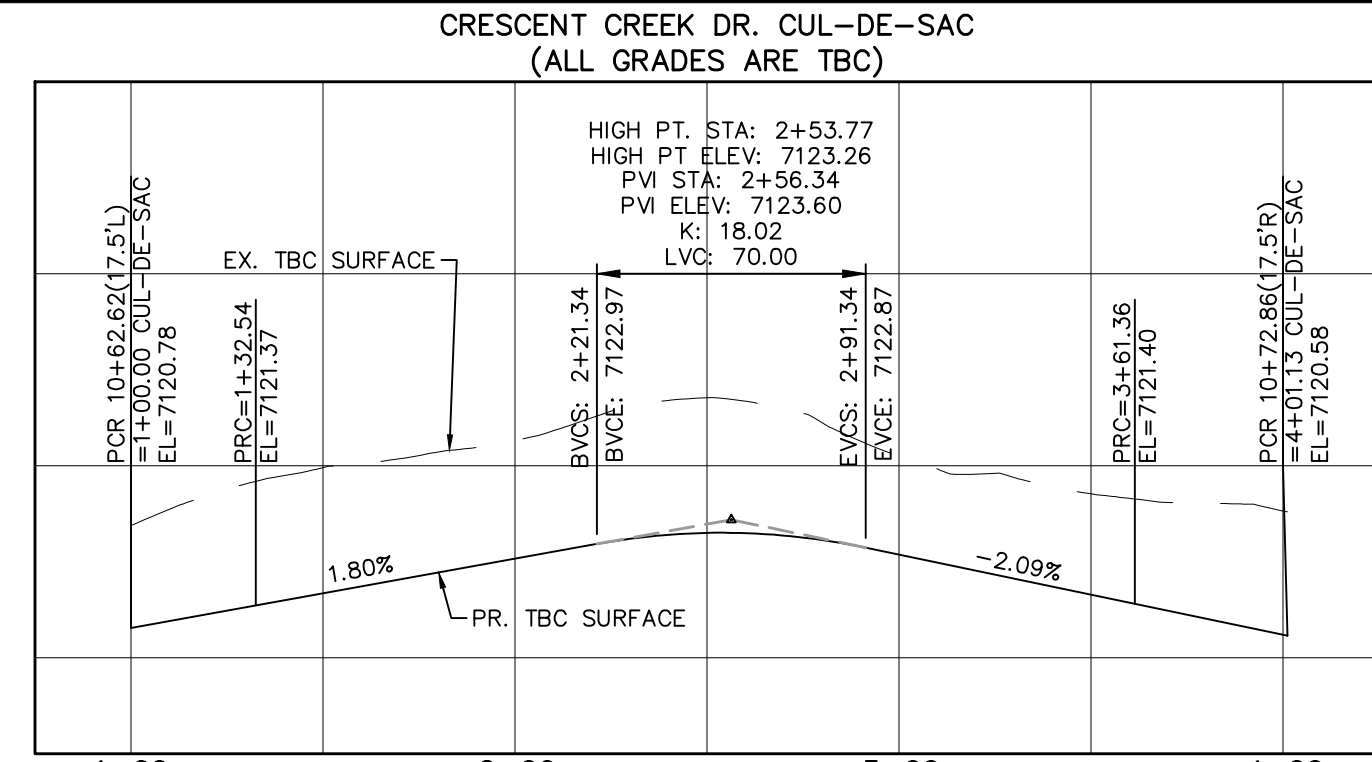 CRESCENT CREEK DR. CUL-DE-SAC
(ALL GRADES ARE TBC)
HIGH PT. STA: 2+53.77
HIGH PT ELEV: 7123.26
PVI STA: 2+56.34
PVI ELEV: 7123.60
K: 18.02
LVC: 70.00
PCR 10+62.62(17.5'L)
=1+00.00 CUL-DE-SAC
EL=7120.78
PRC=1+32.54
EL=7121.37
EX. TBC SURFACE
BVCS: 2+21.34
BVCE: 7122.97
EVCS: 2+91.34
EVCE: 7122.87
PRC=3+61.36
EL=7121.40
PCR 10+72.86(17.5'R)
=4+01.13 CUL-DE-SAC
EL=7120.58
1.80%
-2.09%
PR. TBC SURFACE